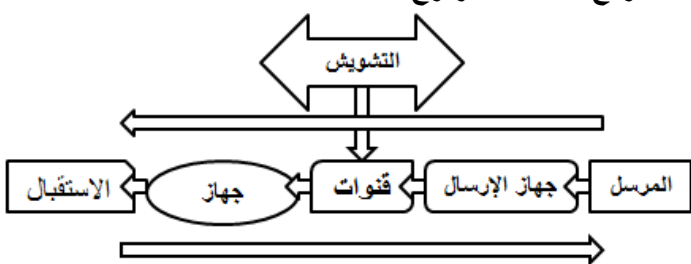 التشويش
المرسل
جهاز الإرسال
قنوات
جهاز
الاستقبال